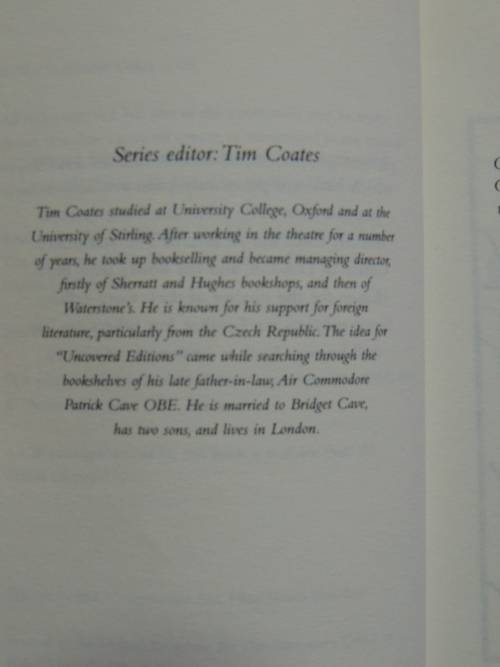 Series editor: Tim Coates
Tim Coates studied at University College, Oxford and at the
University of Stirling. After working in the theatre for a number
of years, he took up bookselling and became managing director,
firstly of Sherratt and Hughes bookshops, and then of
Waterstone's. He is known for his support for foreign
literature, particularly from the Czech Republic. The idea for
"Uncovered Editions" came while searching through the
bookshelves of his late father-in-law, Air Commodore
Patrick Cave OBE. He is married to Bridget Cave,
has two sons, and lives in London.